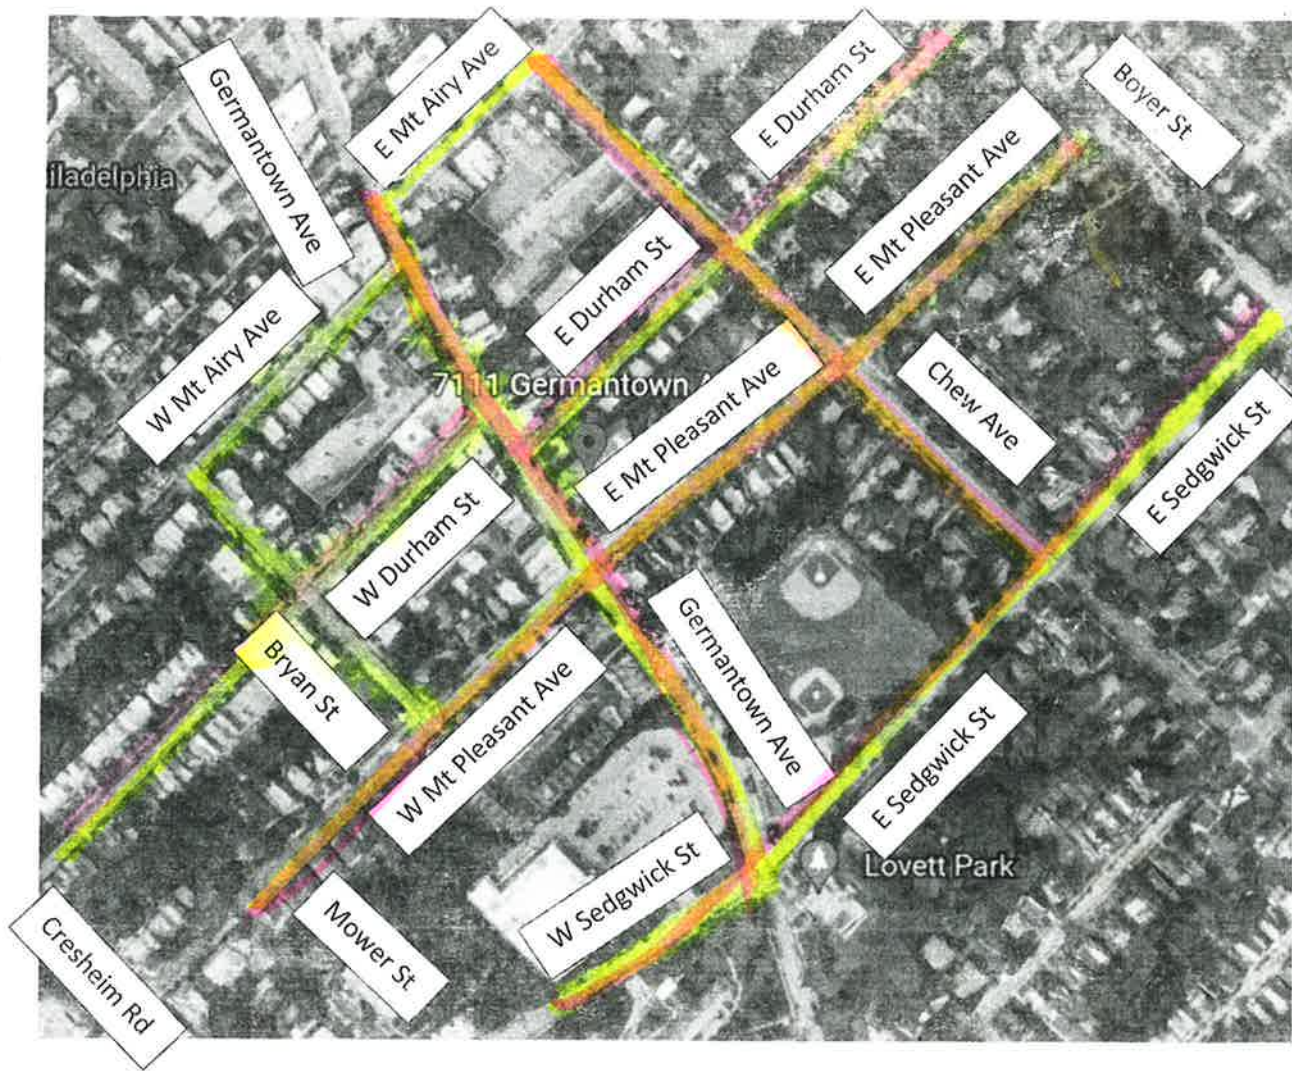 E Mt Airy Ave
E Durham St
Boyer St
Germantown Ave
iladelphia
E Mt Pleasant Ave
E Durham St
W Mt Airy Ave
7111 Germantown A
E Mt Pleasant Ave
Chew Ave
E Sedgwick St
W Durham St
Bryan St
Germantown Ave
W Mt Pleasant Ave
E Sedgwick St
Lovett Park
W Sedgwick St
Mower St
Cresheim Rd